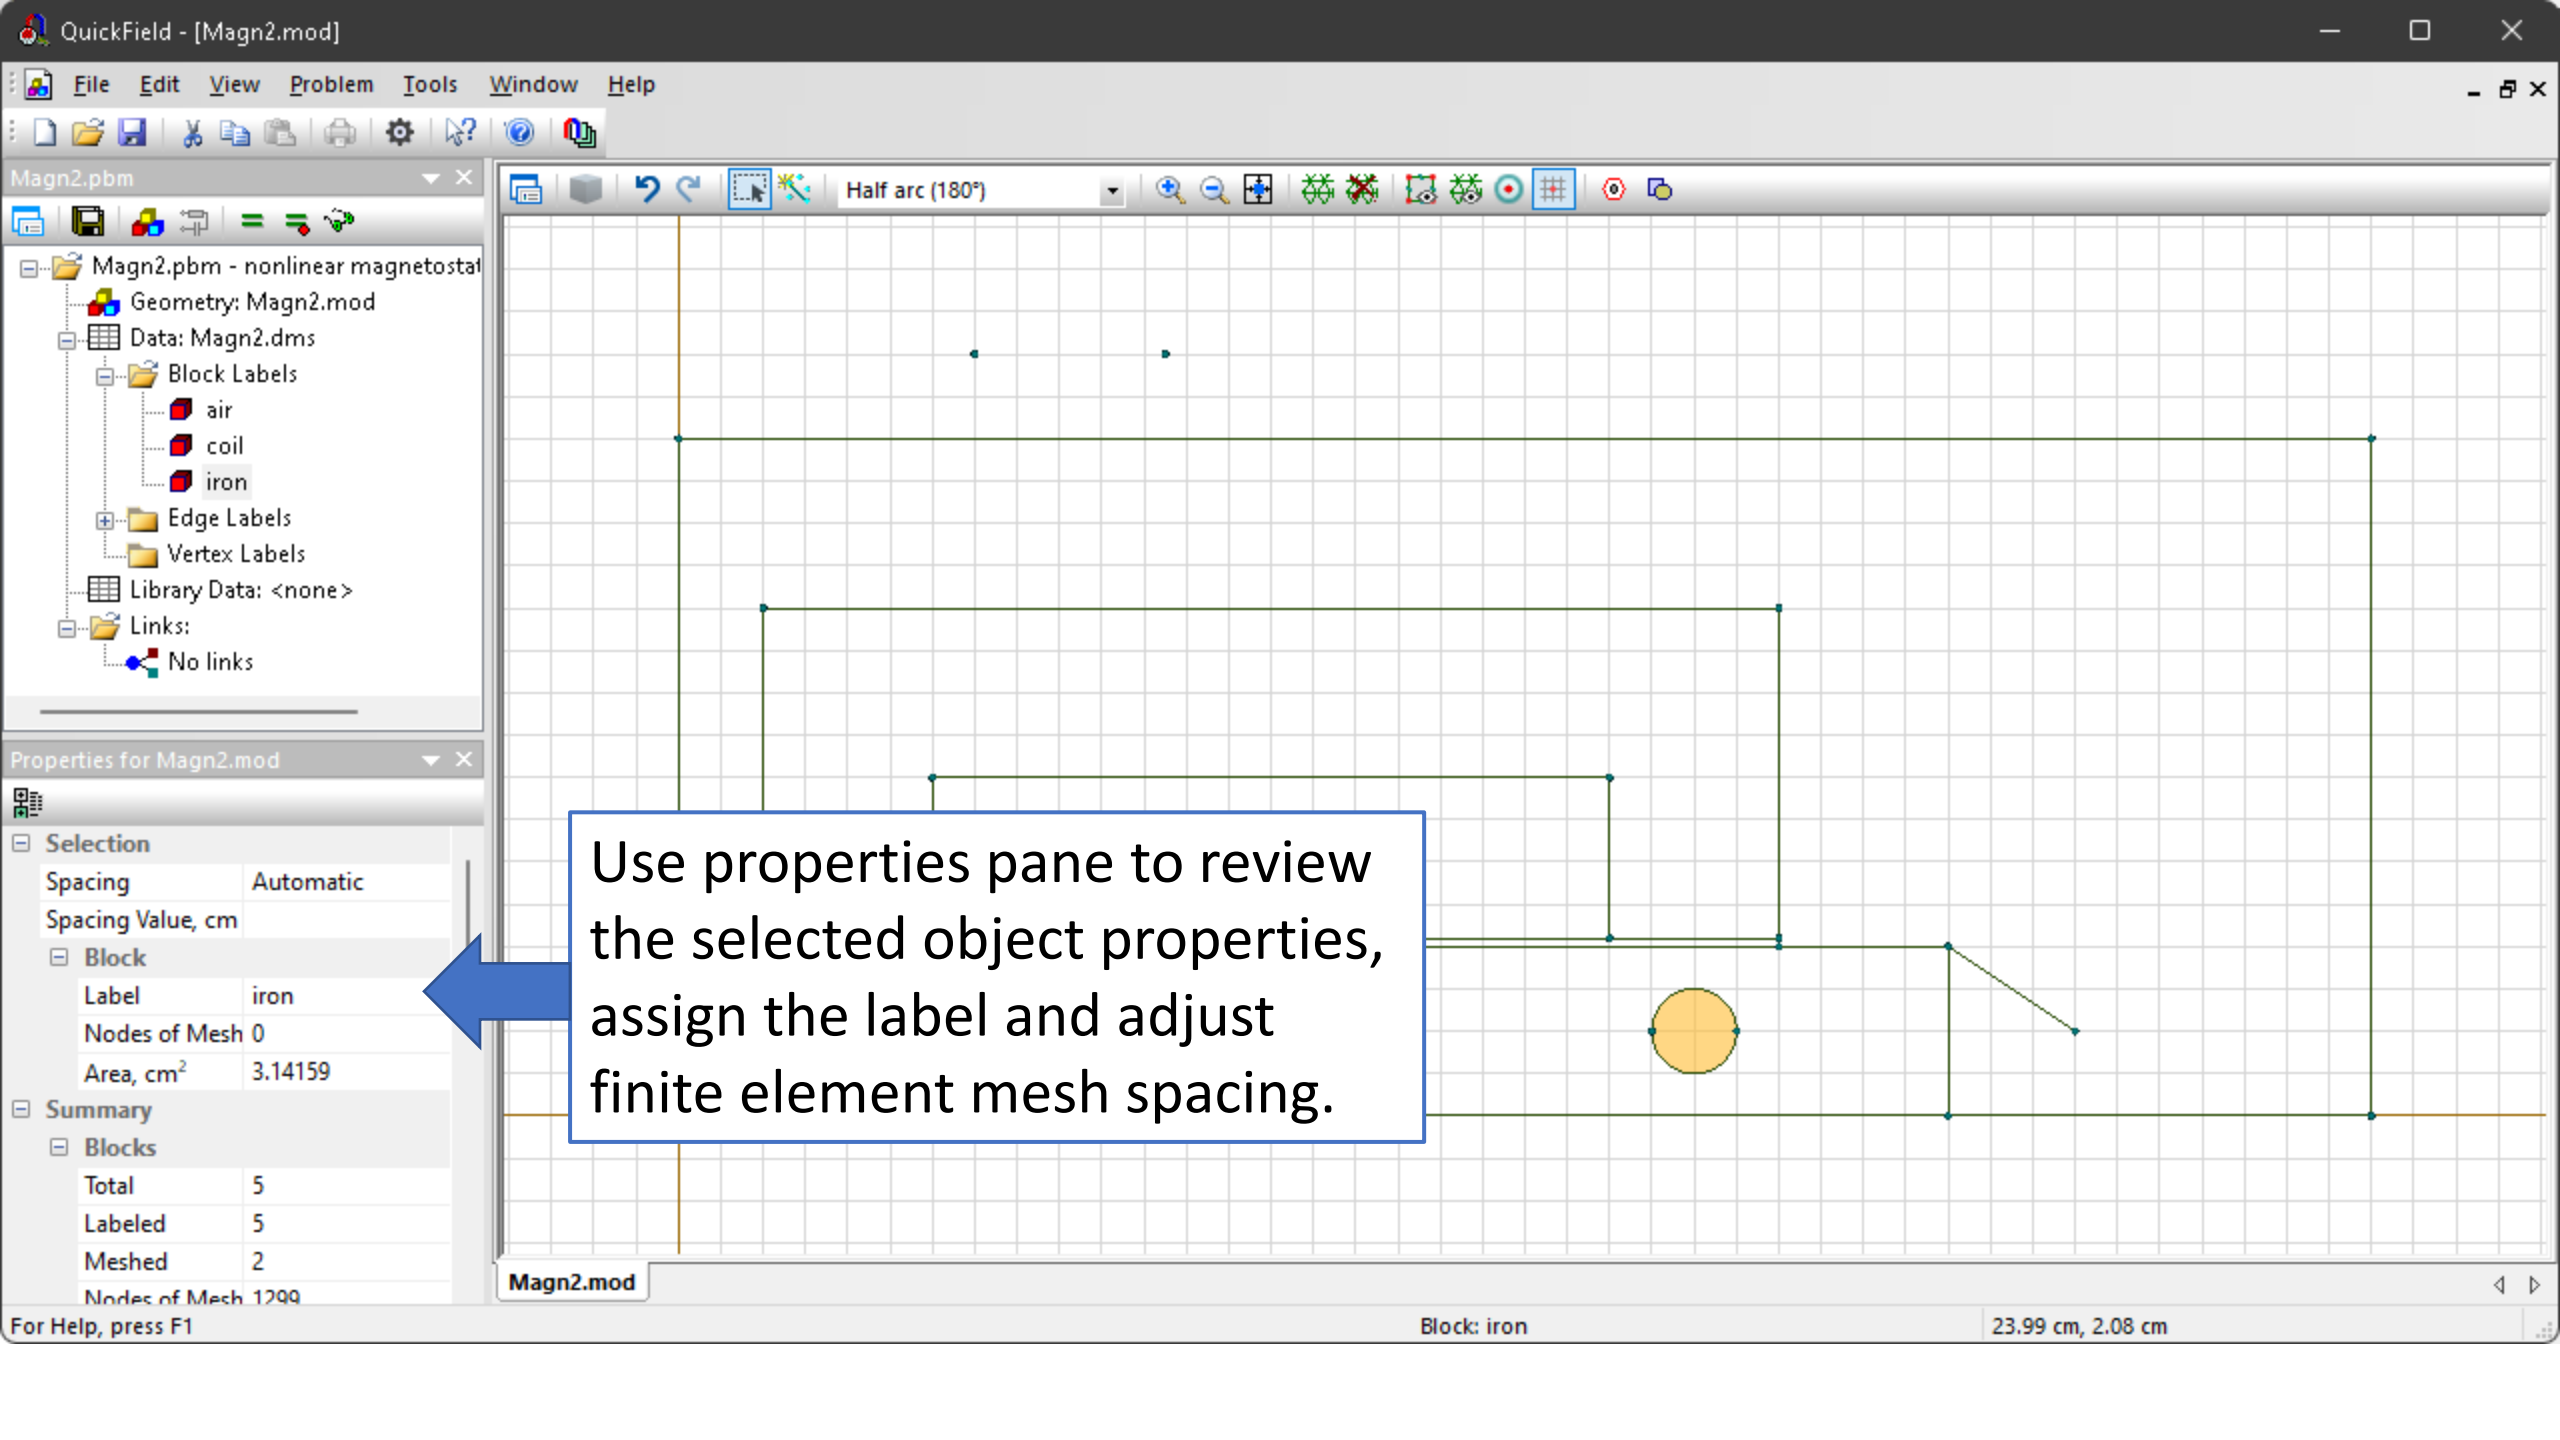 QuickField - [Magn2.mod]
File Edit View Problem Tools Window Help
Magn2.pbm
Half arc (180°)
Magn2.pbm - nonlinear magnetostat
Geometry: Magn2.mod
Data: Magn2.dms
Block Labels
air
coil
iron
Edge Labels
Vertex Labels
Library Data: <none>
Links:
No links
Properties for Magn2.mod
Selection
Spacing Automatic
Spacing Value, cm
Block
Label iron
Nodes of Mesh 0
Area, cm² 3.14159
Summary
Blocks
Total 5
Labeled 5
Meshed 2
Nodes of Mesh 1299
Use properties pane to review
the selected object properties,
assign the label and adjust
finite element mesh spacing.
Magn2.mod
For Help, press F1 Block: iron 23.99 cm, 2.08 cm